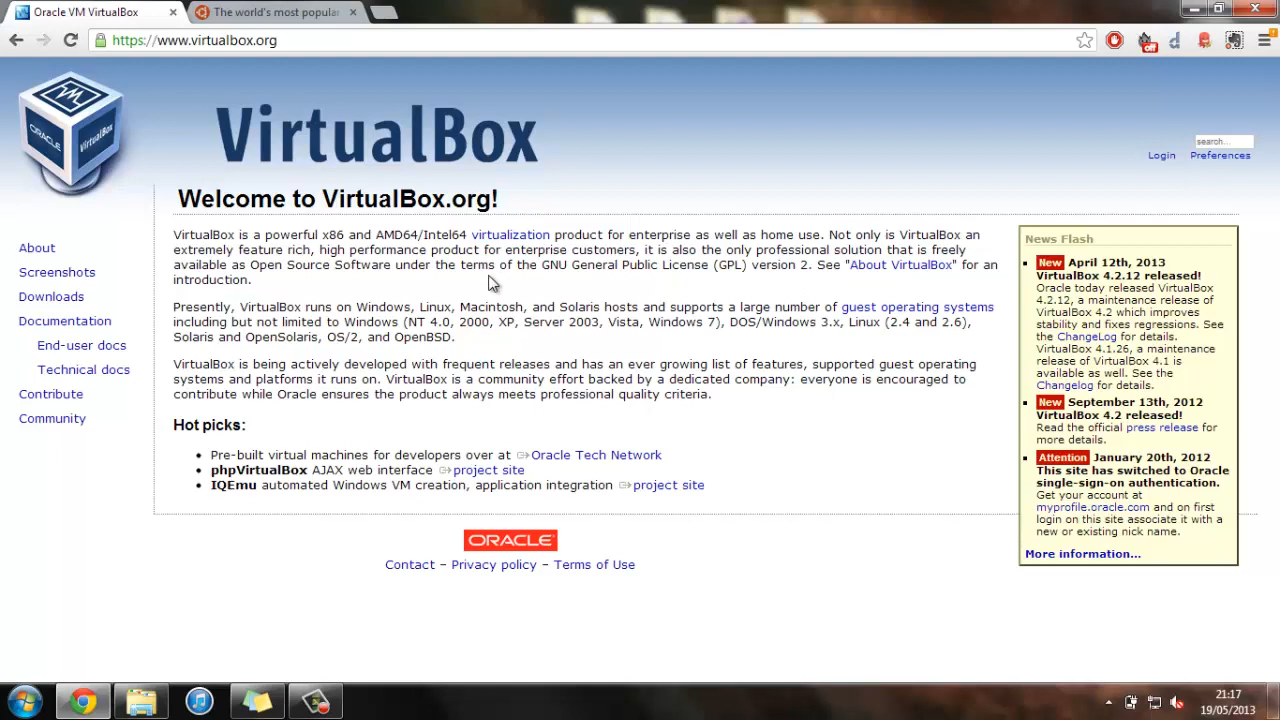 Oracle VM VirtualBox
The world's most popula
https://www.virtualbox.org
off
ORACLE
VirtualBox
VirtualBox
search...
Login Preferences
Welcome to VirtualBox.org!
About
Screenshots
Downloads
Documentation
End-user docs
Technical docs
Contribute
Community
VirtualBox is a powerful x86 and AMD64/Intel64 virtualization product for enterprise as well as home use. Not only is VirtualBox an
extremely feature rich, high performance product for enterprise customers, it is also the only professional solution that is freely
available as Open Source Software under the terms of the GNU General Public License (GPL) version 2. See "About VirtualBox" for an
introduction.
Presently, VirtualBox runs on Windows, Linux, Macintosh, and Solaris hosts and supports a large number of guest operating systems
including but not limited to Windows (NT 4.0, 2000, XP, Server 2003, Vista, Windows 7), DOS/Windows 3.x, Linux (2.4 and 2.6),
Solaris and OpenSolaris, OS/2, and OpenBSD.
VirtualBox is being actively developed with frequent releases and has an ever growing list of features, supported guest operating
systems and platforms it runs on. VirtualBox is a community effort backed by a dedicated company: everyone is encouraged to
contribute while Oracle ensures the product always meets professional quality criteria.
Hot picks:
Pre-built virtual machines for developers over at Oracle Tech Network
phpVirtualBox AJAX web interface project site
IQEmu automated Windows VM creation, application integration project site
News Flash
New April 12th, 2013
VirtualBox 4.2.12 released!
Oracle today released VirtualBox
4.2.12, a maintenance release of
VirtualBox 4.2 which improves
stability and fixes regressions. See
the ChangeLog for details.
VirtualBox 4.1.26, a maintenance
release of VirtualBox 4.1 is
available as well. See the
Changelog for details.
New September 13th, 2012
VirtualBox 4.2 released!
Read the official press release for
more details.
Attention January 20th, 2012
This site has switched to Oracle
single-sign-on authentication.
Get your account at
myprofile.oracle.com and on first
login on this site associate it with a
new or existing nick name.
More information...
ORACLE
Contact – Privacy policy – Terms of Use
21:17
19/05/2013